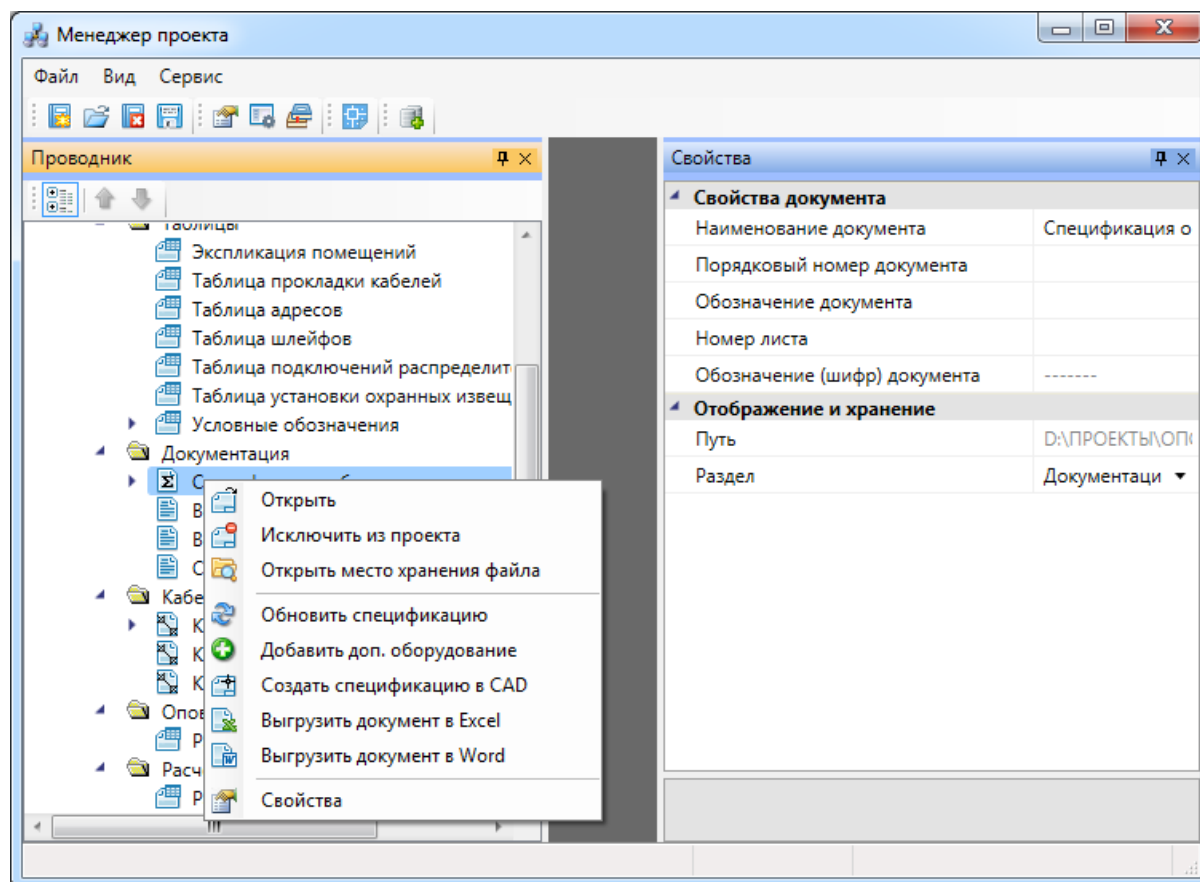 Менеджер проекта
Файл Вид Сервис
Проводник
Таблицы
Экспликация помещений
Таблица прокладки кабелей
Таблица адресов
Таблица шлейфов
Таблица подключений распределит
Таблица установки охранных извещ
Условные обозначения
Документация
С
В
В
С
Кабе
К
К
К
Опов
Р
Расч
Р
Открыть
Исключить из проекта
Открыть место хранения файла
Обновить спецификацию
Добавить доп. оборудование
Создать спецификацию в CAD
Выгрузить документ в Excel
Выгрузить документ в Word
Свойства
Свойства
Свойства документа
Наименование документа Спецификация о
Порядковый номер документа
Обозначение документа
Номер листа
Обозначение (шифр) документа -------
Отображение и хранение
Путь D:\ПРОЕКТЫ\ОПС
Раздел Документаци